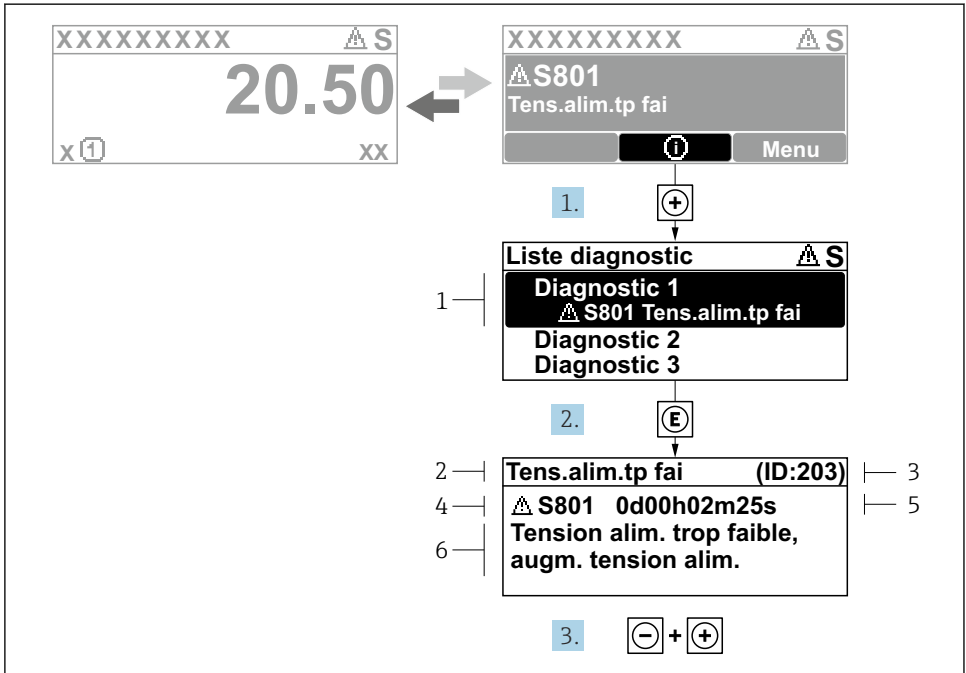 XXXXXXXXX ⚠ S
20.50
x 1 XX
XXXXXXXXX ⚠ S
⚠ S801
Tens.alim.tp fai
i Menu
1. +
Liste diagnostic ⚠ S
1 Diagnostic 1
⚠ S801 Tens.alim.tp fai
Diagnostic 2
Diagnostic 3
2. E
2 Tens.alim.tp fai (ID:203) 3
4 ⚠ S801 0d00h02m25s 5
6 Tension alim. trop faible,
augm. tension alim.
3. - + +